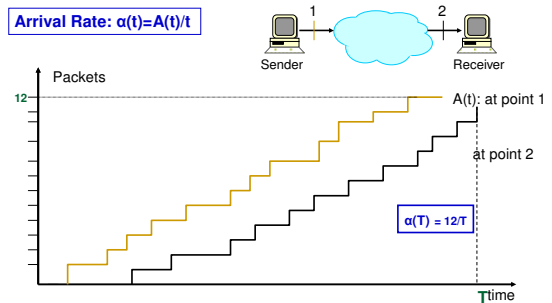 Arrival Rate: α(t)=A(t)/t
1
2
Sender
Receiver
Packets
12
A(t): at point 1
at point 2
α(T) = 12/T
T
time